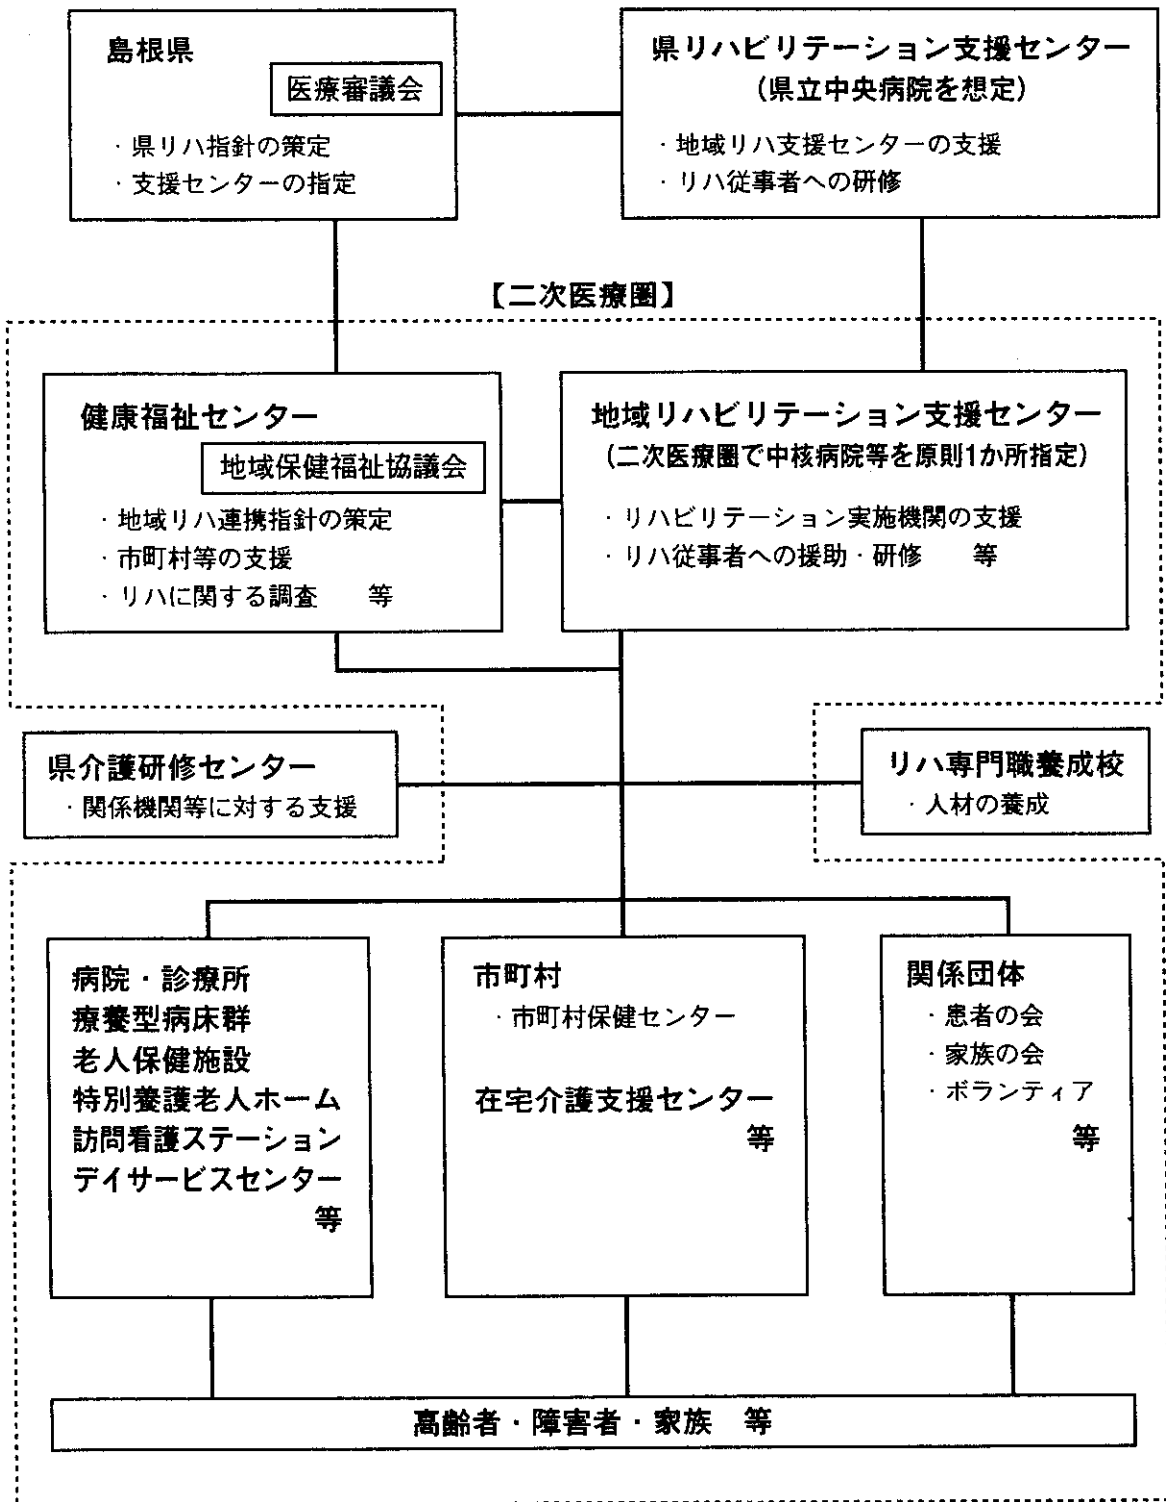 島根県
医療審議会
・県リハ指針の策定
・支援センターの指定
県リハビリテーション支援センター
(県立中央病院を想定)
・地域リハ支援センターの支援
・リハ従事者への研修
【二次医療圏】
健康福祉センター
地域保健福祉協議会
・地域リハ連携指針の策定
・市町村等の支援
・リハに関する調査 等
地域リハビリテーション支援センター
(二次医療圏で中核病院等を原則1か所指定)
・リハビリテーション実施機関の支援
・リハ従事者への援助・研修 等
県介護研修センター
・関係機関等に対する支援
リハ専門職養成校
・人材の養成
病院・診療所
療養型病床群
老人保健施設
特別養護老人ホーム
訪問看護ステーション
デイサービスセンター
等
市町村
・市町村保健センター
在宅介護支援センター
等
関係団体
・患者の会
・家族の会
・ボランティア
等
高齢者・障害者・家族 等